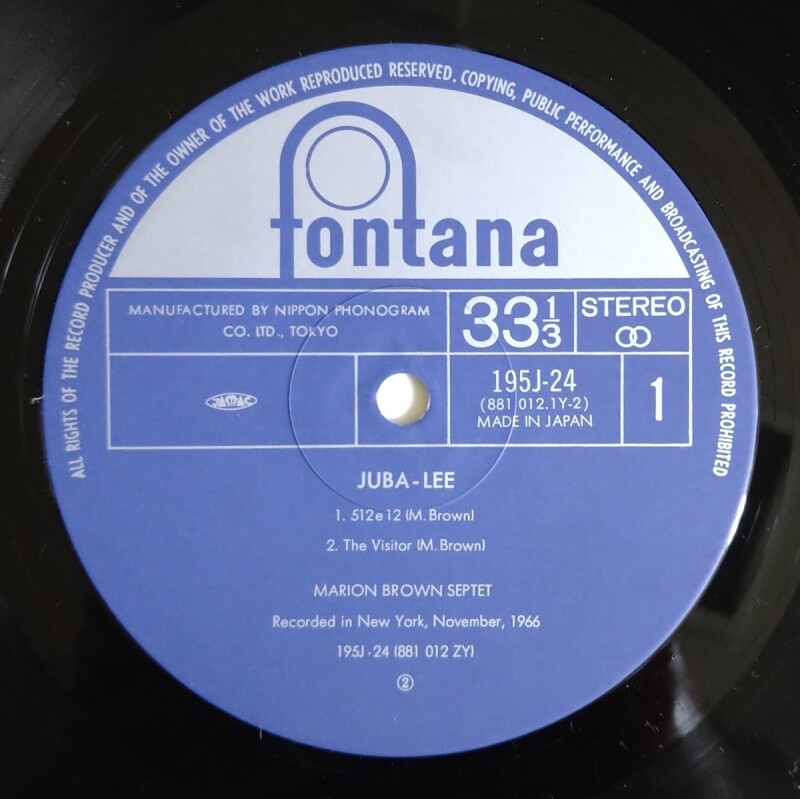 ALL RIGHTS OF THE RECORD PRODUCER AND OF THE OWNER OF THE WORK REPRODUCED RESERVED. COPYING, PUBLIC PERFORMANCE AND BROADCASTING OF THIS RECORD PROHIBITED
fontana
MANUFACTURED BY NIPPON PHONOGRAM
CO. LTD., TOKYO
33 1/3
STEREO
JASRAC
195J-24
(881 012.1Y-2)
MADE IN JAPAN
1
JUBA-LEE
1. 512e12 (M. Brown)
2. The Visitor (M. Brown)
MARION BROWN SEPTET
Recorded in New York, November, 1966
195J-24 (881 012 ZY)
②